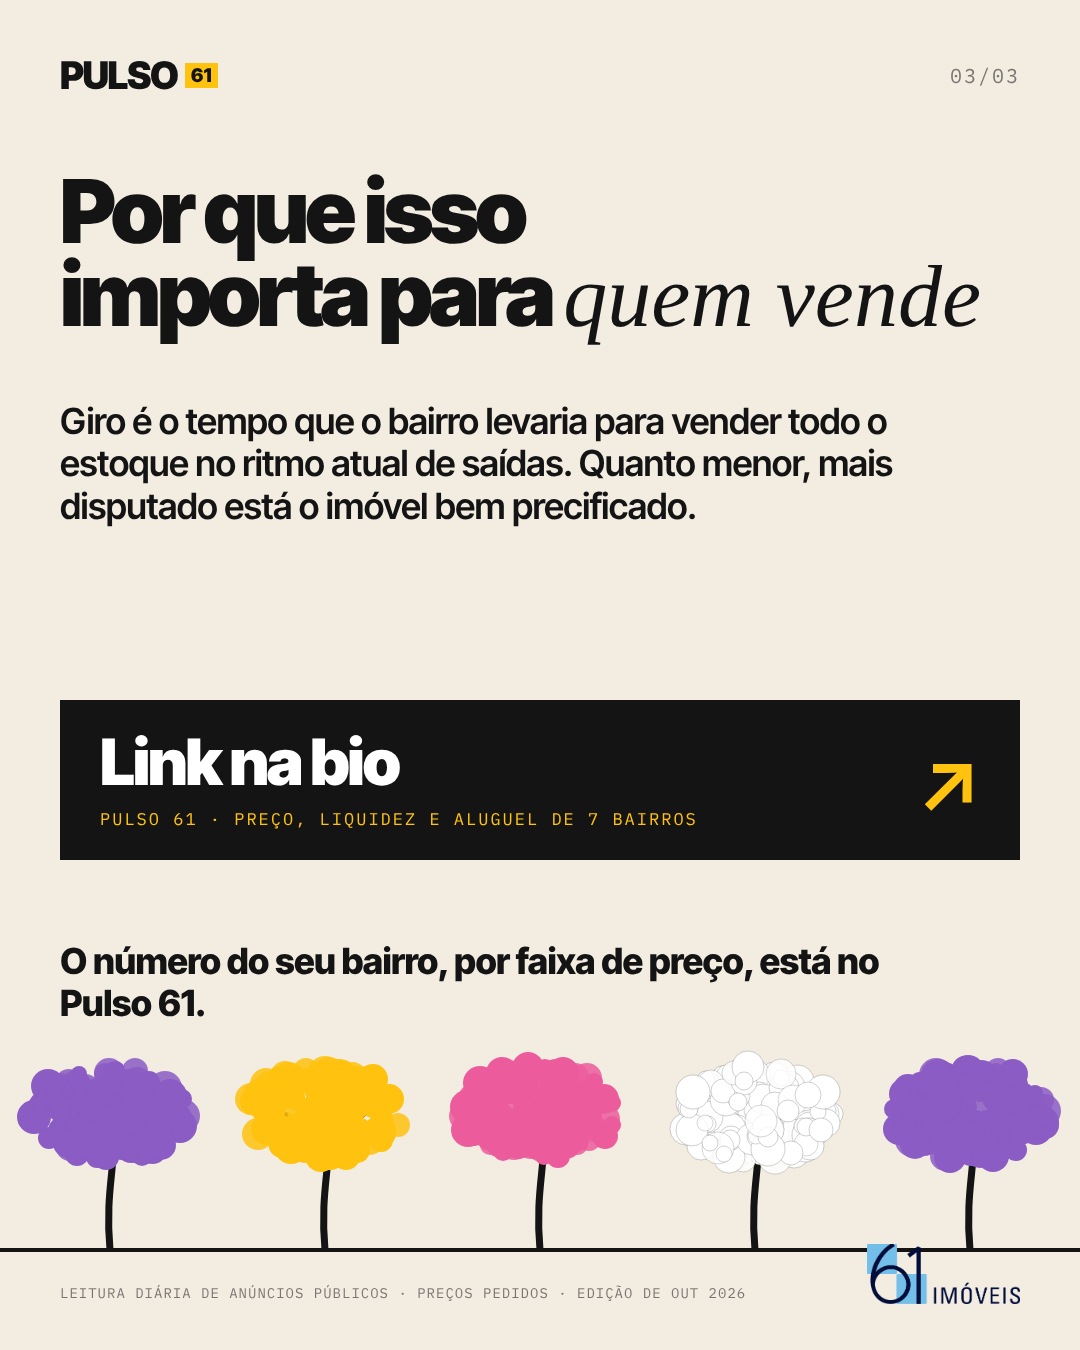 PULSO 61
03/03
Por que isso
importa para quem vende
Giro é o tempo que o bairro levaria para vender todo o
estoque no ritmo atual de saídas. Quanto menor, mais
disputado está o imóvel bem precificado.
Link na bio
PULSO 61 · PREÇO, LIQUIDEZ E ALUGUEL DE 7 BAIRROS
O número do seu bairro, por faixa de preço, está no
Pulso 61.
LEITURA DIÁRIA DE ANÚNCIOS PÚBLICOS · PREÇOS PEDIDOS · EDIÇÃO DE OUT 2026
61 IMÓVEIS